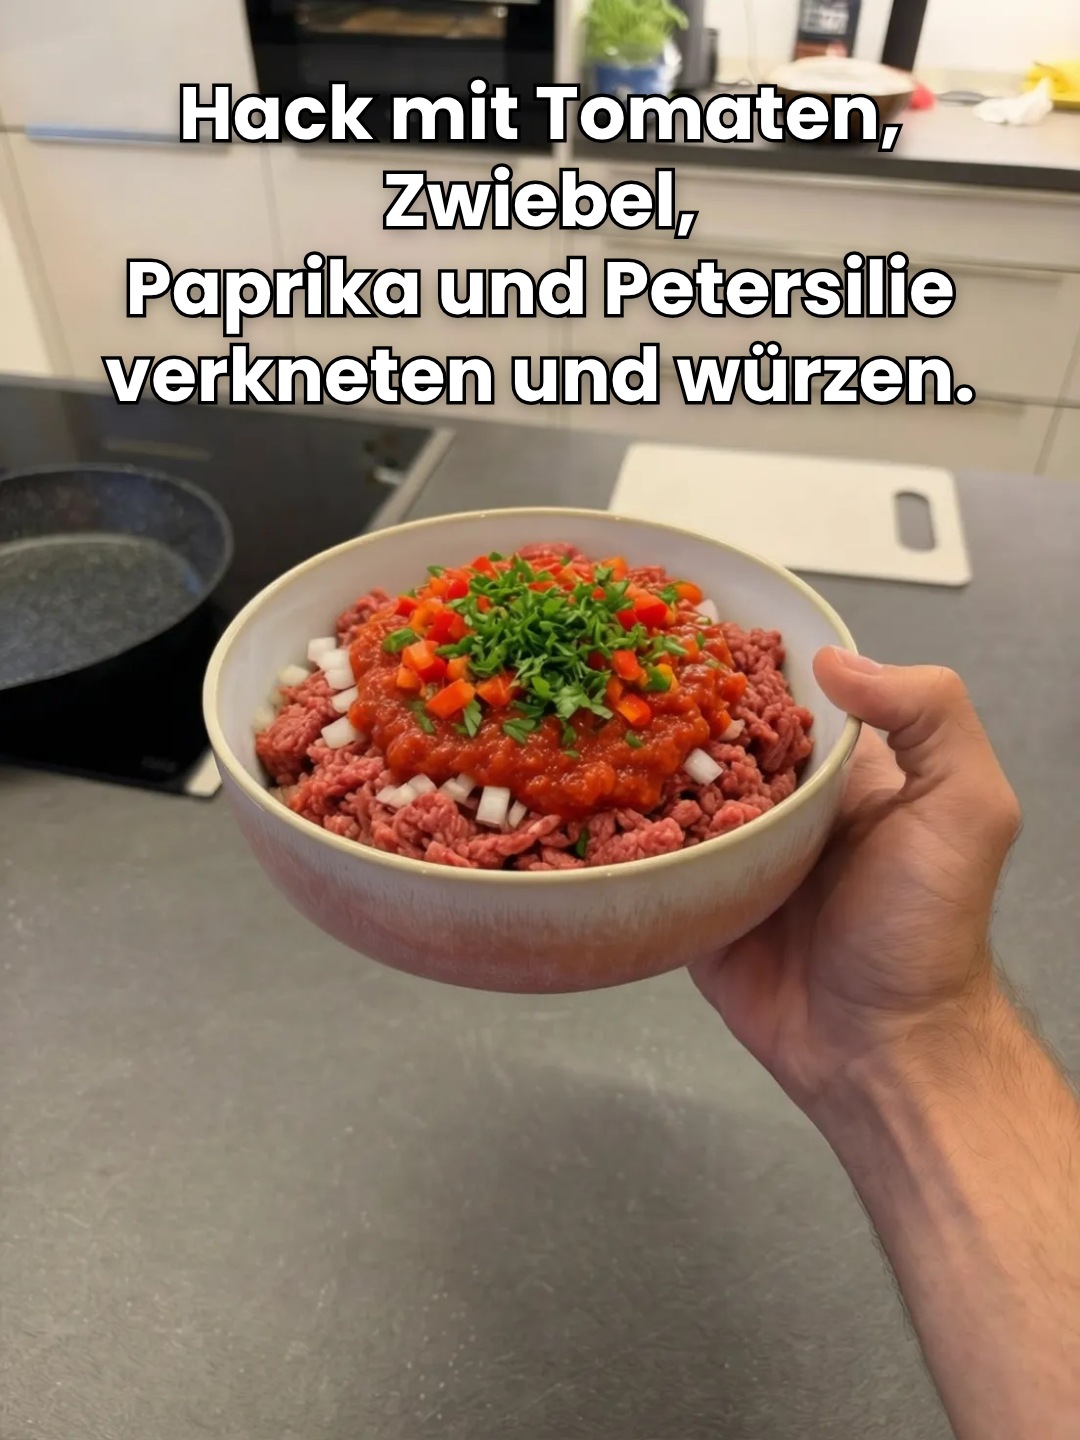 Hack mit Tomaten,
Zwiebel,
Paprika und Petersilie
verkneten und würzen.